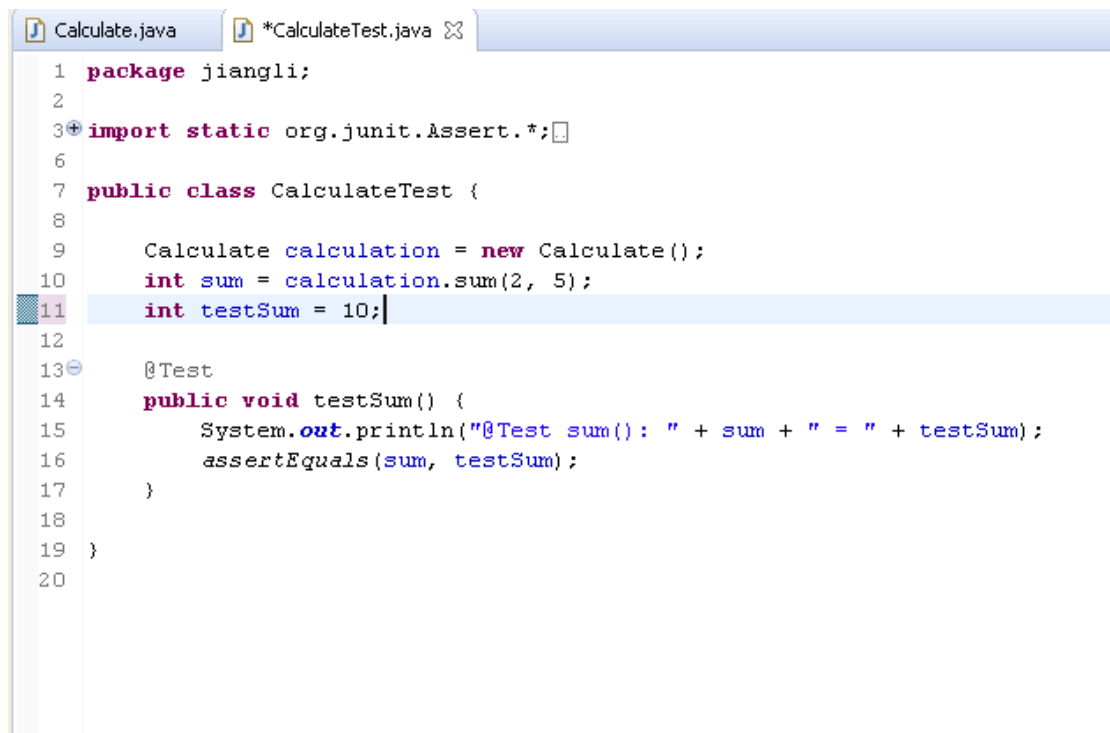 Calculate.java *CalculateTest.java
1 package jiangli;
2
3 import static org.junit.Assert.*;
6
7 public class CalculateTest {
8
9 Calculate calculation = new Calculate();
10 int sum = calculation.sum(2, 5);
11 int testSum = 10;
12
13 @Test
14 public void testSum() {
15 System.out.println("@Test sum(): " + sum + " = " + testSum);
16 assertEquals(sum, testSum);
17 }
18
19 }
20